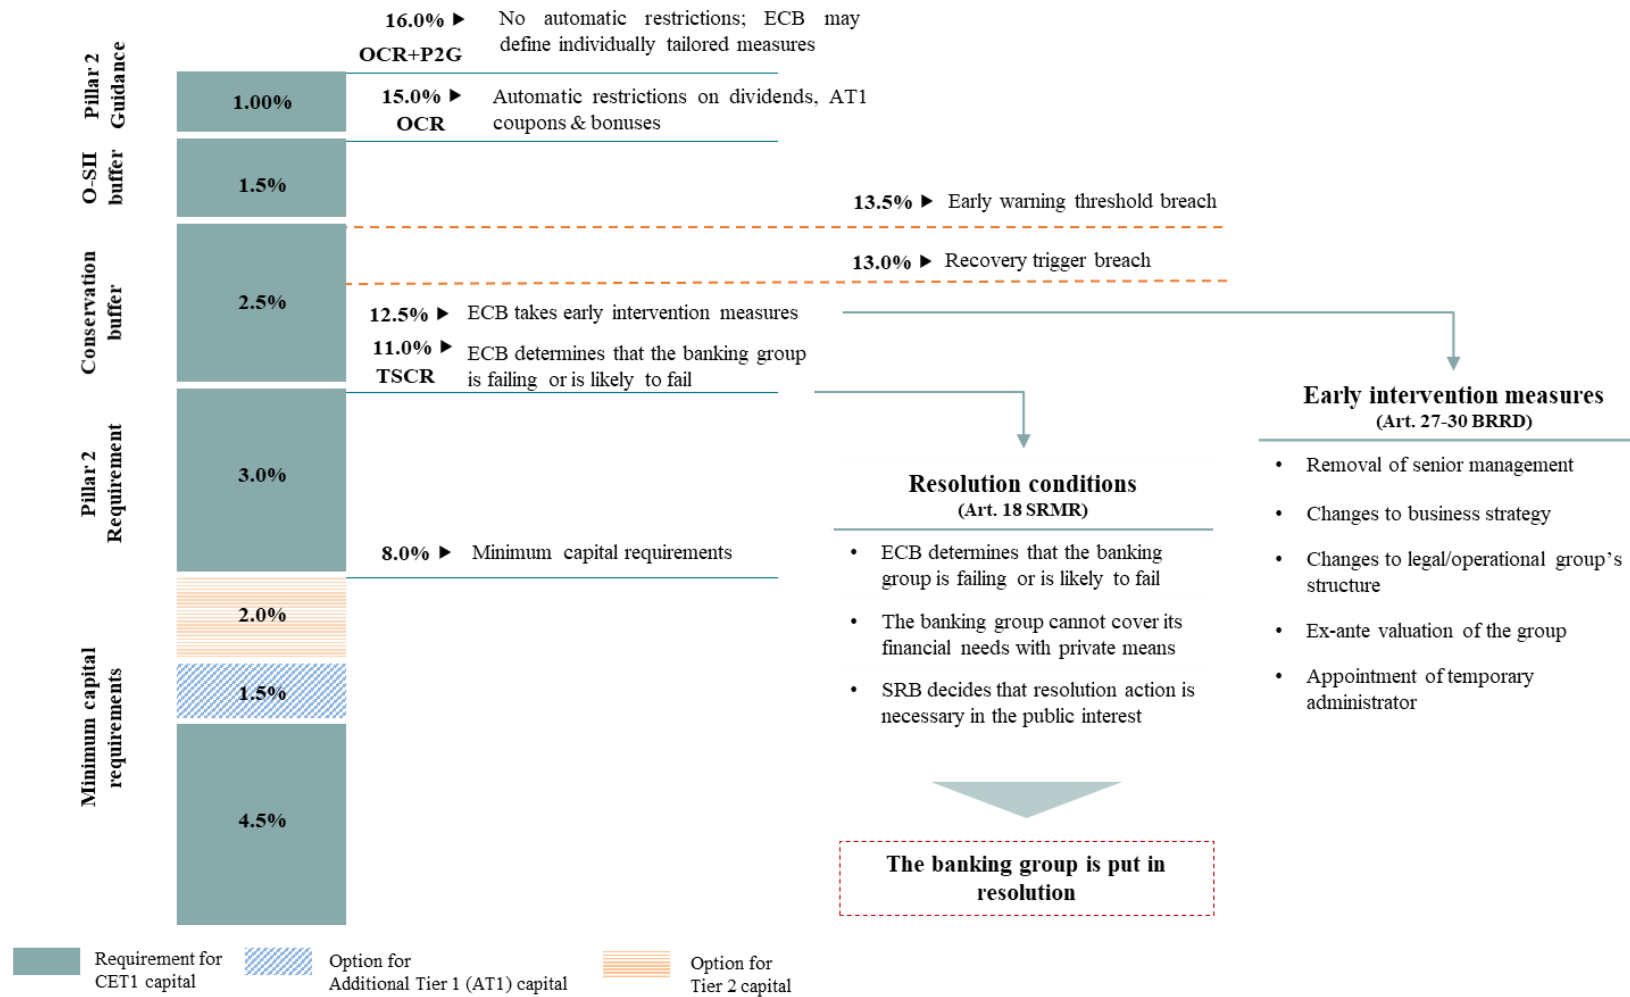 16.0% ▶ No automatic restrictions; ECB may
define individually tailored measures
OCR+P2G
Pillar 2
Guidance
1.00%
15.0% ▶ Automatic restrictions on dividends, AT1
OCR coupons & bonuses
O-SII
buffer
1.5%
13.5% ▶ Early warning threshold breach
13.0% ▶ Recovery trigger breach
Conservation
buffer
2.5%
12.5% ▶ ECB takes early intervention measures
11.0% ▶ ECB determines that the banking group
TSCR is failing or is likely to fail
Pillar 2
Requirement
3.0%
8.0% ▶ Minimum capital requirements
Minimum capital
requirements
2.0%
1.5%
4.5%
Resolution conditions
(Art. 18 SRMR)
• ECB determines that the banking
group is failing or is likely to fail
• The banking group cannot cover its
financial needs with private means
• SRB decides that resolution action is
necessary in the public interest
The banking group is put in
resolution
Early intervention measures
(Art. 27-30 BRRD)
• Removal of senior management
• Changes to business strategy
• Changes to legal/operational group’s
structure
• Ex-ante valuation of the group
• Appointment of temporary
administrator
Requirement for
CET1 capital
Option for
Additional Tier 1 (AT1) capital
Option for
Tier 2 capital